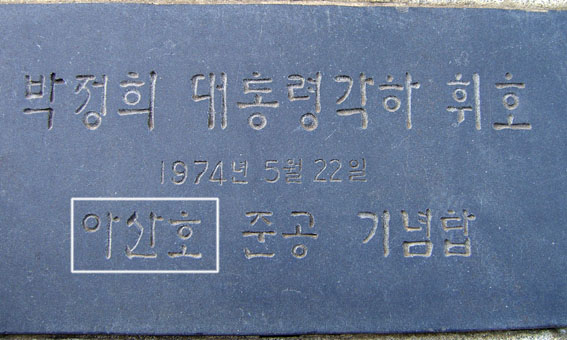 박정희 대통령각하 휘호
1974년 5월 22일
아산호 준공 기념탑